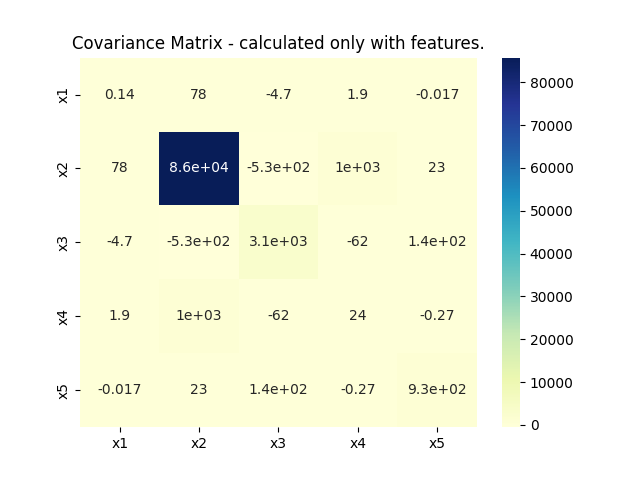 Covariance Matrix - calculated only with features.
x1 0.14 78 -4.7 1.9 -0.017
x2 78 8.6e+04 -5.3e+02 1e+03 23
x3 -4.7 -5.3e+02 3.1e+03 -62 1.4e+02
x4 1.9 1e+03 -62 24 -0.27
x5 -0.017 23 1.4e+02 -0.27 9.3e+02
x1 x2 x3 x4 x5
80000
70000
60000
50000
40000
30000
20000
10000
0